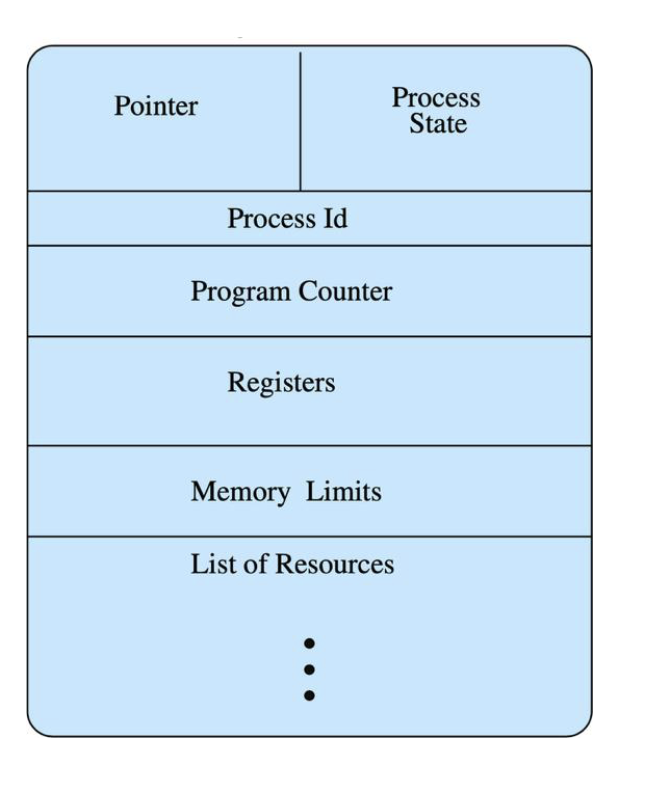 Pointer
Process
State
Process Id
Program Counter
Registers
Memory Limits
List of Resources